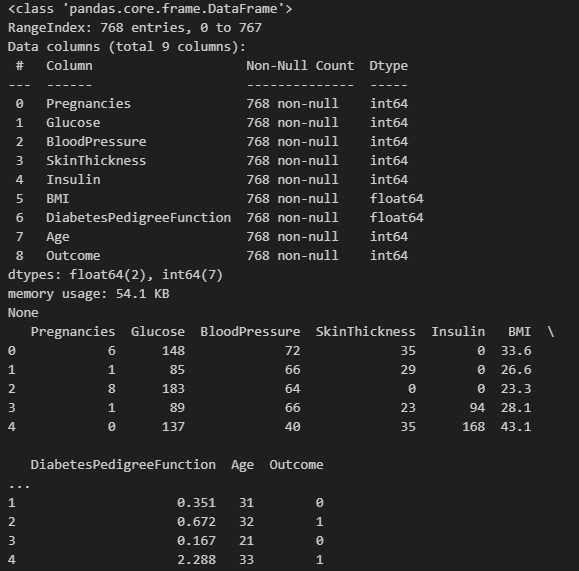 <class 'pandas.core.frame.DataFrame'>
RangeIndex: 768 entries, 0 to 767
Data columns (total 9 columns):
 #   Column                    Non-Null Count  Dtype
---  ------                    --------------  -----
 0   Pregnancies               768 non-null    int64
 1   Glucose                   768 non-null    int64
 2   BloodPressure             768 non-null    int64
 3   SkinThickness             768 non-null    int64
 4   Insulin                   768 non-null    int64
 5   BMI                       768 non-null    float64
 6   DiabetesPedigreeFunction  768 non-null    float64
 7   Age                       768 non-null    int64
 8   Outcome                   768 non-null    int64
dtypes: float64(2), int64(7)
memory usage: 54.1 KB
None
   Pregnancies  Glucose  BloodPressure  SkinThickness  Insulin   BMI  \
0            6      148             72             35        0  33.6
1            1       85             66             29        0  26.6
2            8      183             64              0        0  23.3
3            1       89             66             23       94  28.1
4            0      137             40             35      168  43.1
   DiabetesPedigreeFunction  Age  Outcome
...
1                     0.351   31        0
2                     0.672   32        1
3                     0.167   21        0
4                     2.288   33        1